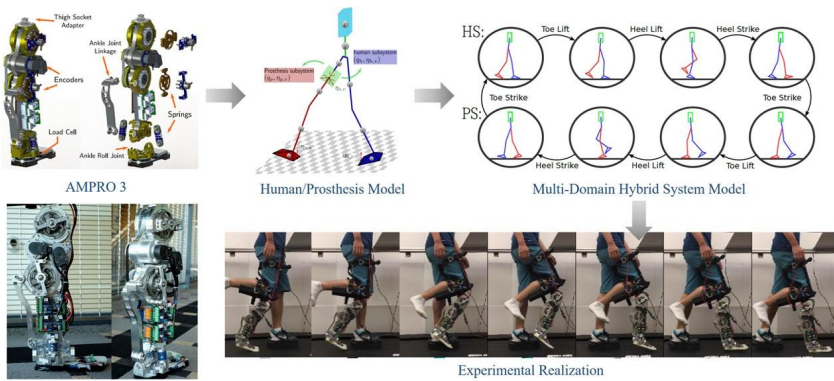 Thigh Socket
Adapter
Ankle Joint
Linkage
Encoders
Springs
Load Cell
Ankle Roll Joint
AMPRO 3
human subsystem
Prosthesis subsystem
Human/Prosthesis Model
HS:
Toe Lift
Heel Lift
Heel Strike
Toe Strike
Toe Strike
PS:
Heel Strike
Heel Lift
Toe Lift
Multi-Domain Hybrid System Model
Experimental Realization